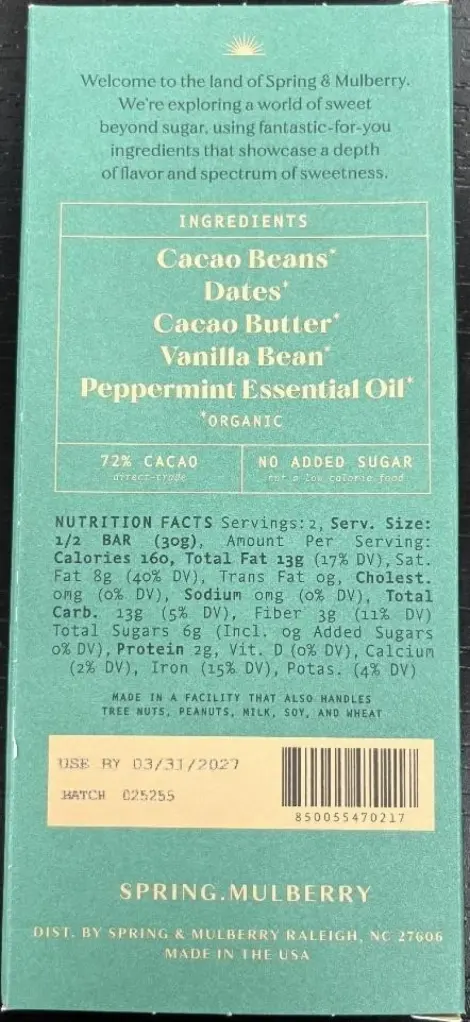 Welcome to the land of Spring & Mulberry.
We're exploring a world of sweet
beyond sugar, using fantastic-for-you
ingredients that showcase a depth
of flavor and spectrum of sweetness.
INGREDIENTS
Cacao Beans*
Dates*
Cacao Butter*
Vanilla Bean*
Peppermint Essential Oil*
*ORGANIC
72% CACAO
direct-trade
NO ADDED SUGAR
not a low calorie food
NUTRITION FACTS Servings: 2, Serv. Size:
1/2 BAR (30g), Amount Per Serving:
Calories 160, Total Fat 13g (17% DV), Sat.
Fat 8g (40% DV), Trans Fat 0g, Cholest.
0mg (0% DV), Sodium 0mg (0% DV), Total
Carb. 13g (5% DV), Fiber 3g (11% DV)
Total Sugars 6g (Incl. 0g Added Sugars
0% DV), Protein 2g, Vit. D (0% DV), Calcium
(2% DV), Iron (15% DV), Potas. (4% DV)
MADE IN A FACILITY THAT ALSO HANDLES
TREE NUTS, PEANUTS, MILK, SOY, AND WHEAT
USE BY 03/31/2027
BATCH 025255
850055470217
SPRING.MULBERRY
DIST. BY SPRING & MULBERRY RALEIGH, NC 27606
MADE IN THE USA